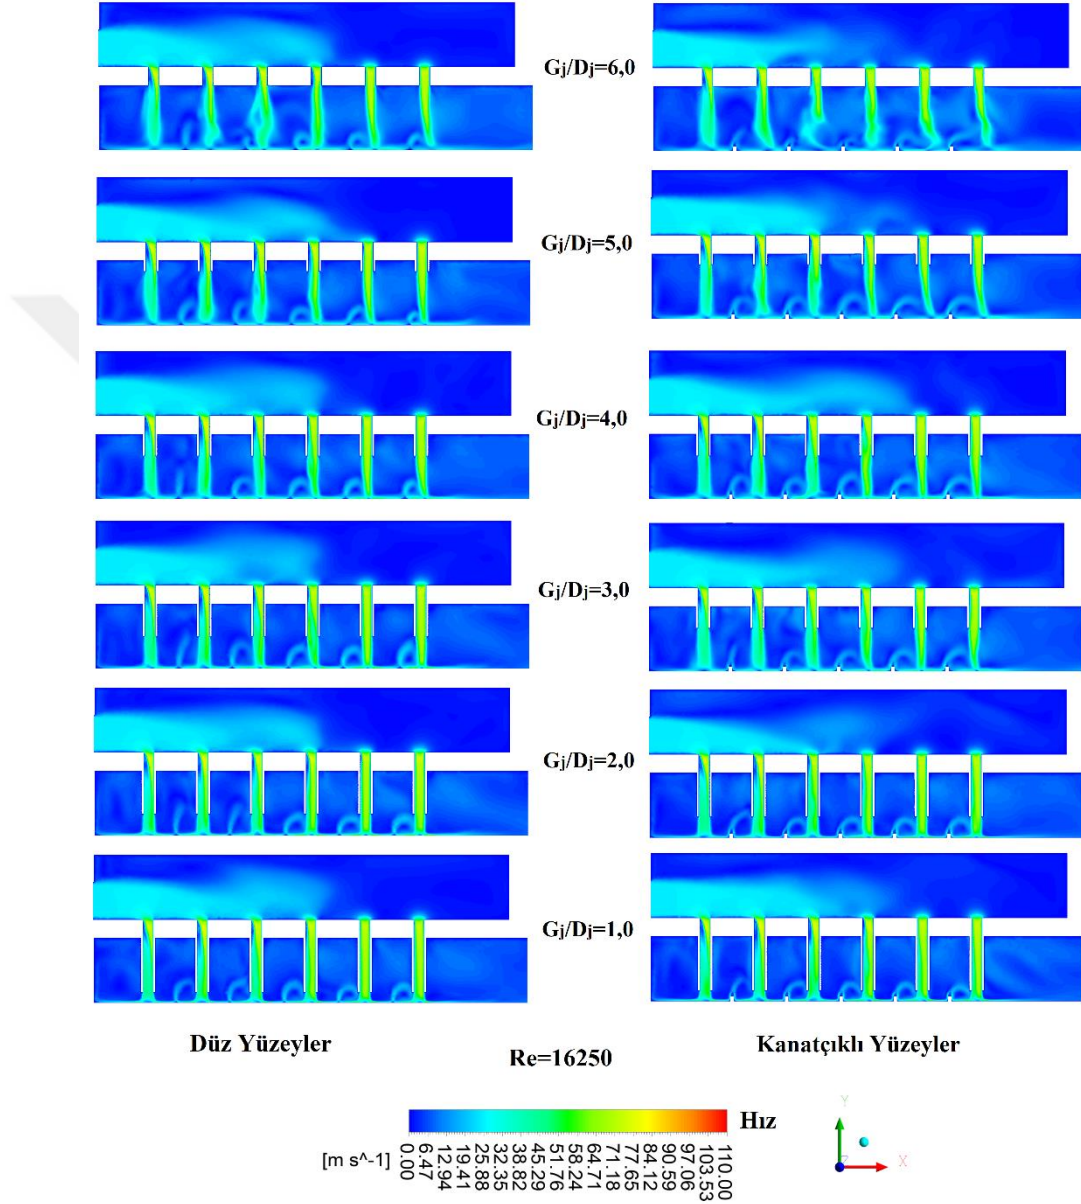 Gj/Dj=6,0
Gj/Dj=5,0
Gj/Dj=4,0
Gj/Dj=3,0
Gj/Dj=2,0
Gj/Dj=1,0
Düz Yüzeyler
Re=16250
Kanatçıklı Yüzeyler
Hız
[m s^-1]
0.00
6.47
12.94
19.41
25.88
32.35
38.82
45.29
51.76
58.24
64.71
71.18
77.65
84.12
90.59
97.06
103.53
110.00
Y
Z
X